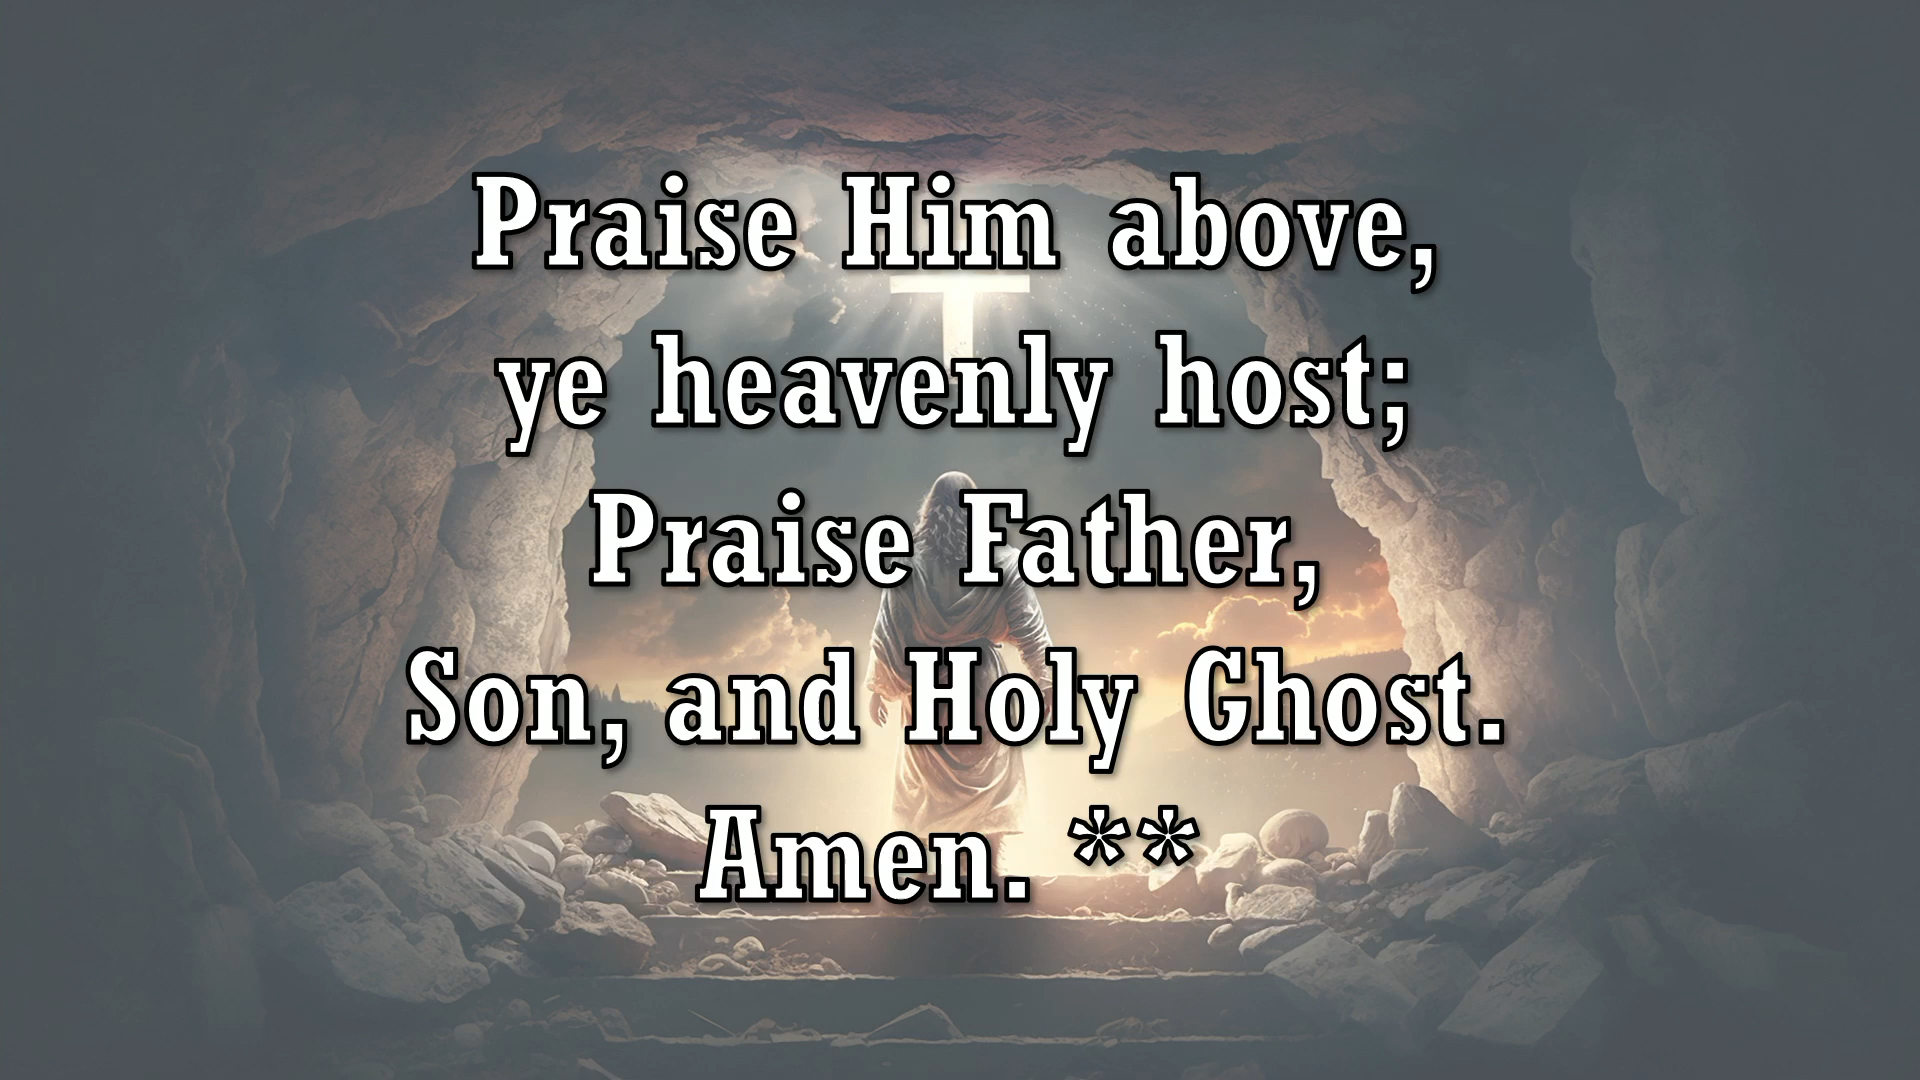 Praise Him above,
ye heavenly host;
Praise Father,
Son, and Holy Ghost.
Amen. **